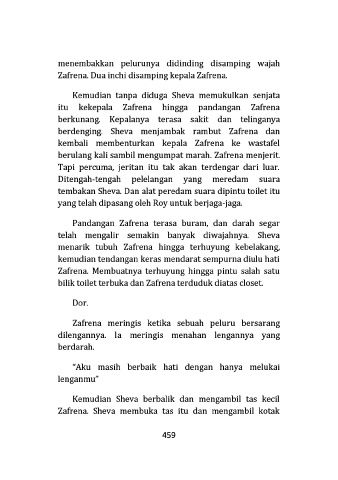 menembakkan pelurunya didinding disamping wajah
Zafrena. Dua inchi disamping kepala Zafrena.
Kemudian tanpa diduga Sheva memukulkan senjata
itu kekepala Zafrena hingga pandangan Zafrena
berkunang. Kepalanya terasa sakit dan telinganya
berdenging. Sheva menjambak rambut Zafrena dan
kembali membenturkan kepala Zafrena ke wastafel
berulang kali sambil mengumpat marah. Zafrena menjerit.
Tapi percuma, jeritan itu tak akan terdengar dari luar.
Ditengah-tengah pelelangan yang meredam suara
tembakan Sheva. Dan alat peredam suara dipintu toilet itu
yang telah dipasang oleh Roy untuk berjaga-jaga.
Pandangan Zafrena terasa buram, dan darah segar
telah mengalir semakin banyak diwajahnya. Sheva
menarik tubuh Zafrena hingga terhuyung kebelakang,
kemudian tendangan keras mendarat sempurna diulu hati
Zafrena. Membuatnya terhuyung hingga pintu salah satu
bilik toilet terbuka dan Zafrena terduduk diatas closet.
Dor.
Zafrena meringis ketika sebuah peluru bersarang
dilengannya. Ia meringis menahan lengannya yang
berdarah.
"Aku masih berbaik hati dengan hanya melukai
lenganmu"
Kemudian Sheva berbalik dan mengambil tas kecil
Zafrena. Sheva membuka tas itu dan mengambil kotak
459